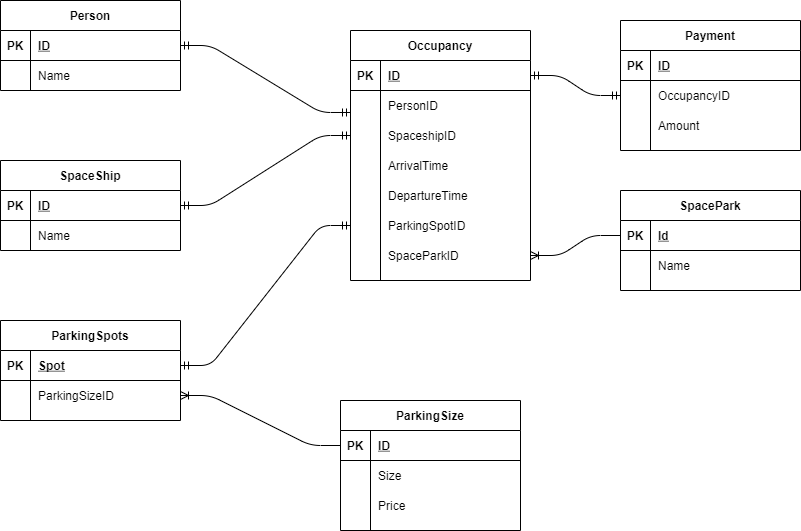 Person
PK ID
Name
SpaceShip
PK ID
Name
ParkingSpots
PK Spot
ParkingSizeID
Occupancy
PK ID
PersonID
SpaceshipID
ArrivalTime
DepartureTime
ParkingSpotID
SpaceParkID
ParkingSize
PK ID
Size
Price
Payment
PK ID
OccupancyID
Amount
SpacePark
PK Id
Name